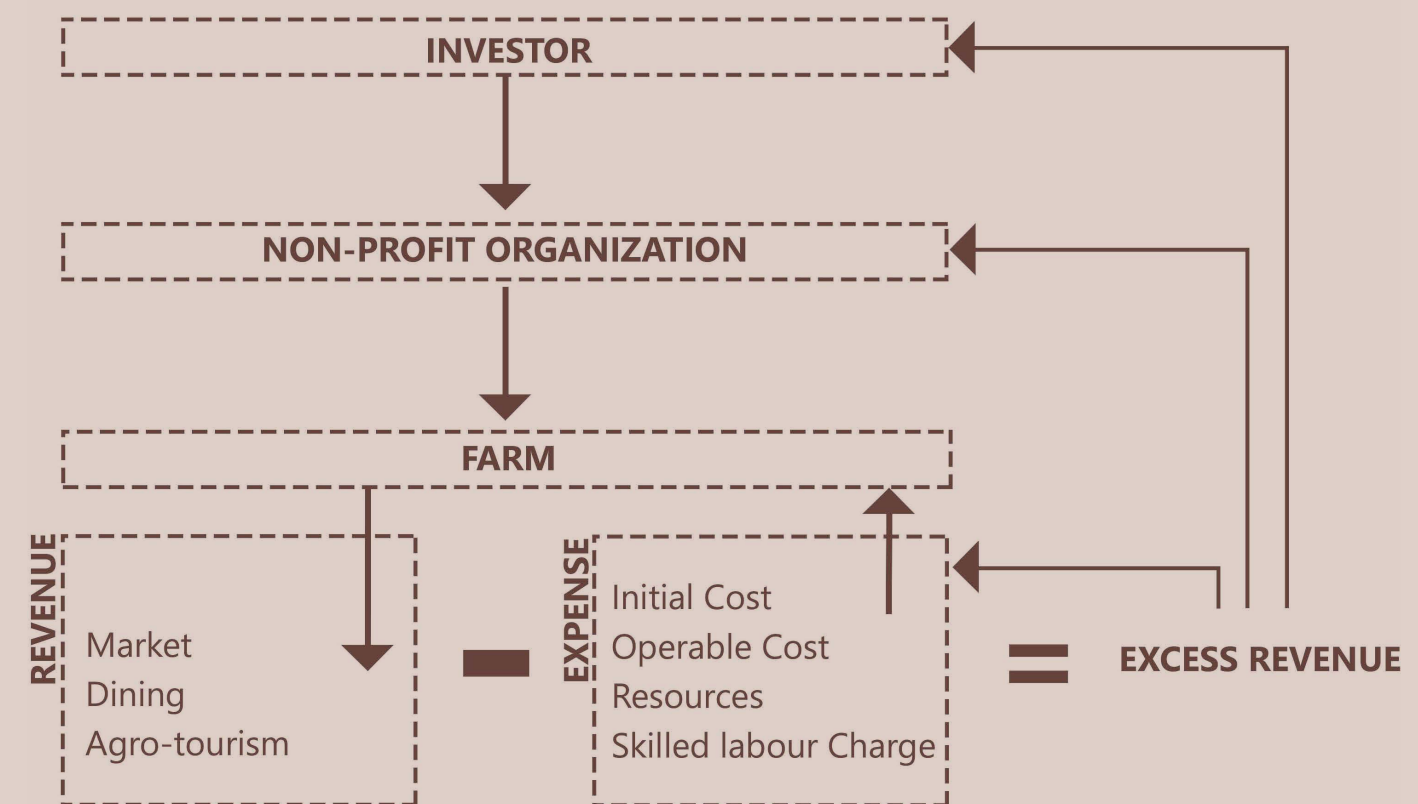 INVESTOR
NON-PROFIT ORGANIZATION
FARM
REVENUE
Market
Dining
Agro-tourism
EXPENSE
Initial Cost
Operable Cost
Resources
Skilled labour Charge
EXCESS REVENUE